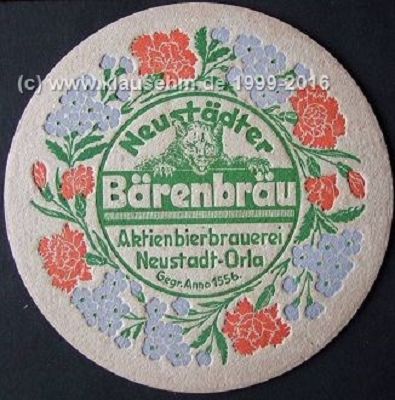 (c) www.klausehm.de 1999-2016
Neustädter
Bärenbräu
Aktienbierbrauerei
Neustadt-Orla
Gegr. Anno 1556.